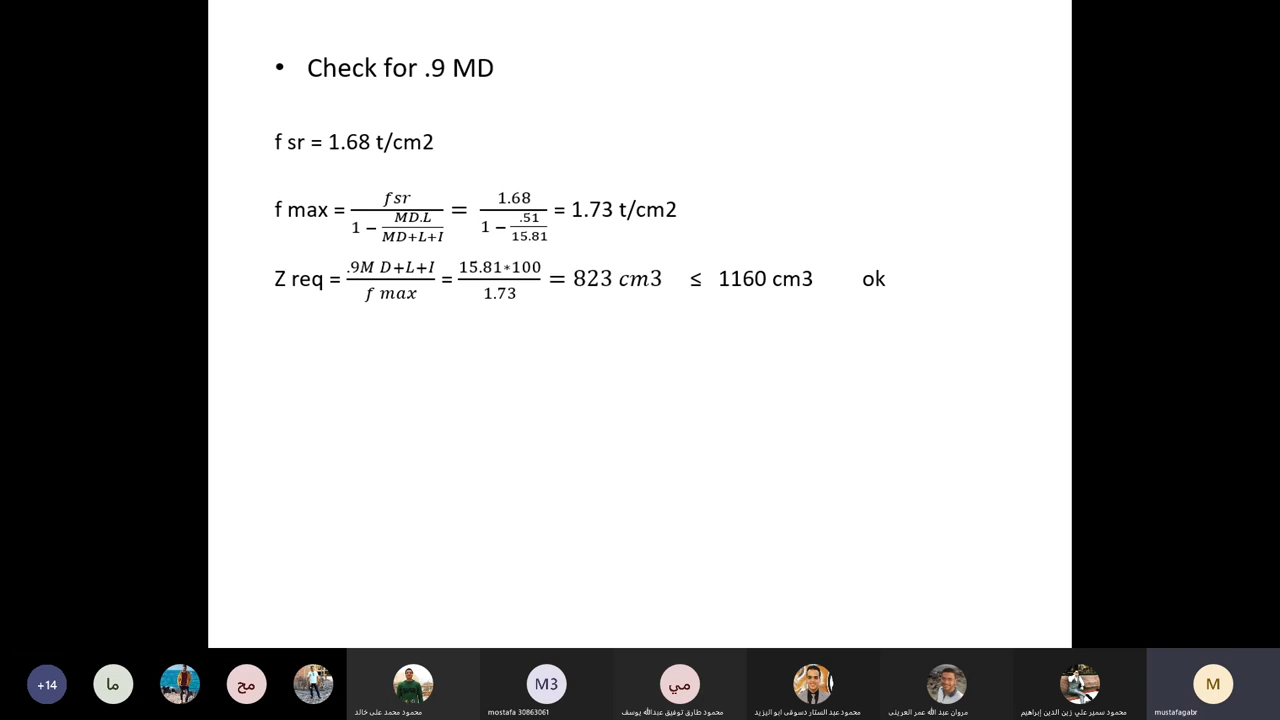 • Check for .9 MD
f sr = 1.68 t/cm2
f max = fsr / (1 − MD.L / MD+L+I) = 1.68 / (1 − .51 / 15.81) = 1.73 t/cm2
Z req = .9M D+L+I / f max = 15.81*100 / 1.73 = 823 cm3 ≤ 1160 cm3 ok
+14
ما
مح
M3
مي
M
محمود محمد على خالد
mostafa 30863061
محمود طارق توفيق عبدالله يوسف
محمود عبد الستار دسوقى ابو اليزيد
مروان عبد الله عمر العرينى
محمود سمير علي زين الدين إبراهيم
mustafagabr